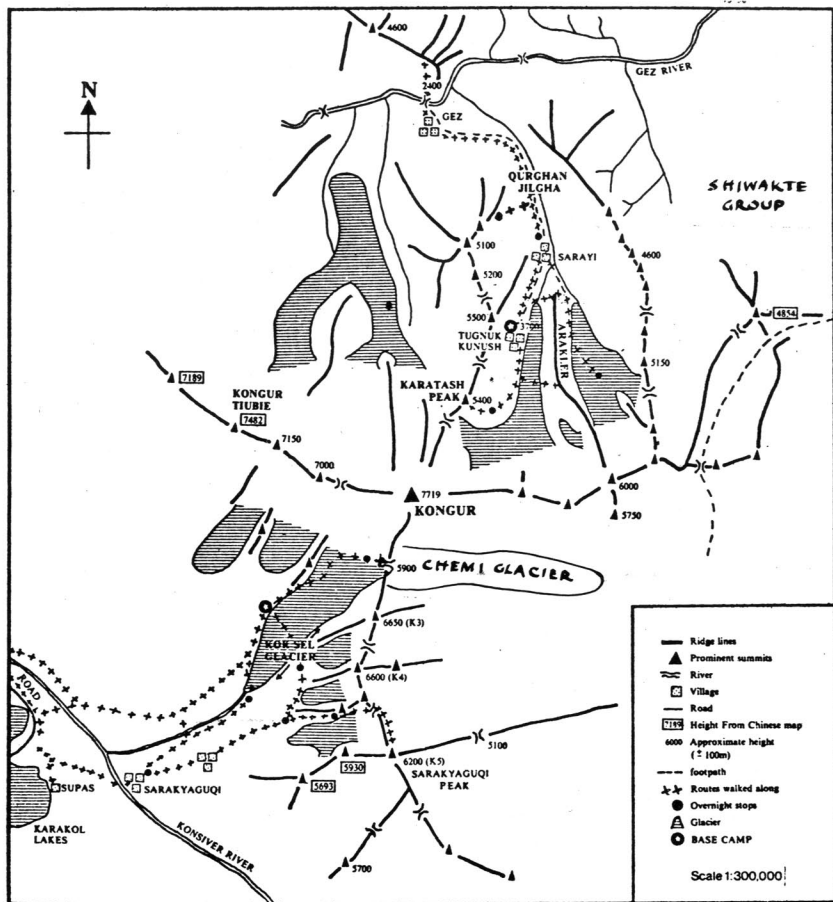 4600
GEZ RIVER
N
2400
GEZ
QURGHAN
JILGHA
SHIWAKTE
GROUP
5100
SARAYI
4600
5200
4854
5500
3700
TUGNUK
KUNUSH
ARAKLER
5150
7189
KONGUR
TIUBIE
7482
KARATASH
PEAK
5400
7150
7000
7719
KONGUR
6000
5750
5900
CHEMI GLACIER
6650 (K3)
KOK SEL
GLACIER
6600 (K4)
ROAD
5100
5930
6200 (K5)
SARAKYAGUQI
PEAK
5693
SUPAS
SARAKYAGUQI
KARAKOL
LAKES
KONSIVER RIVER
5700
Ridge lines
Prominent summits
River
Village
Road
Height From Chinese map
6000
Approximate height
(± 100m)
footpath
Routes walked along
Overnight stops
Glacier
BASE CAMP
Scale 1:300,000